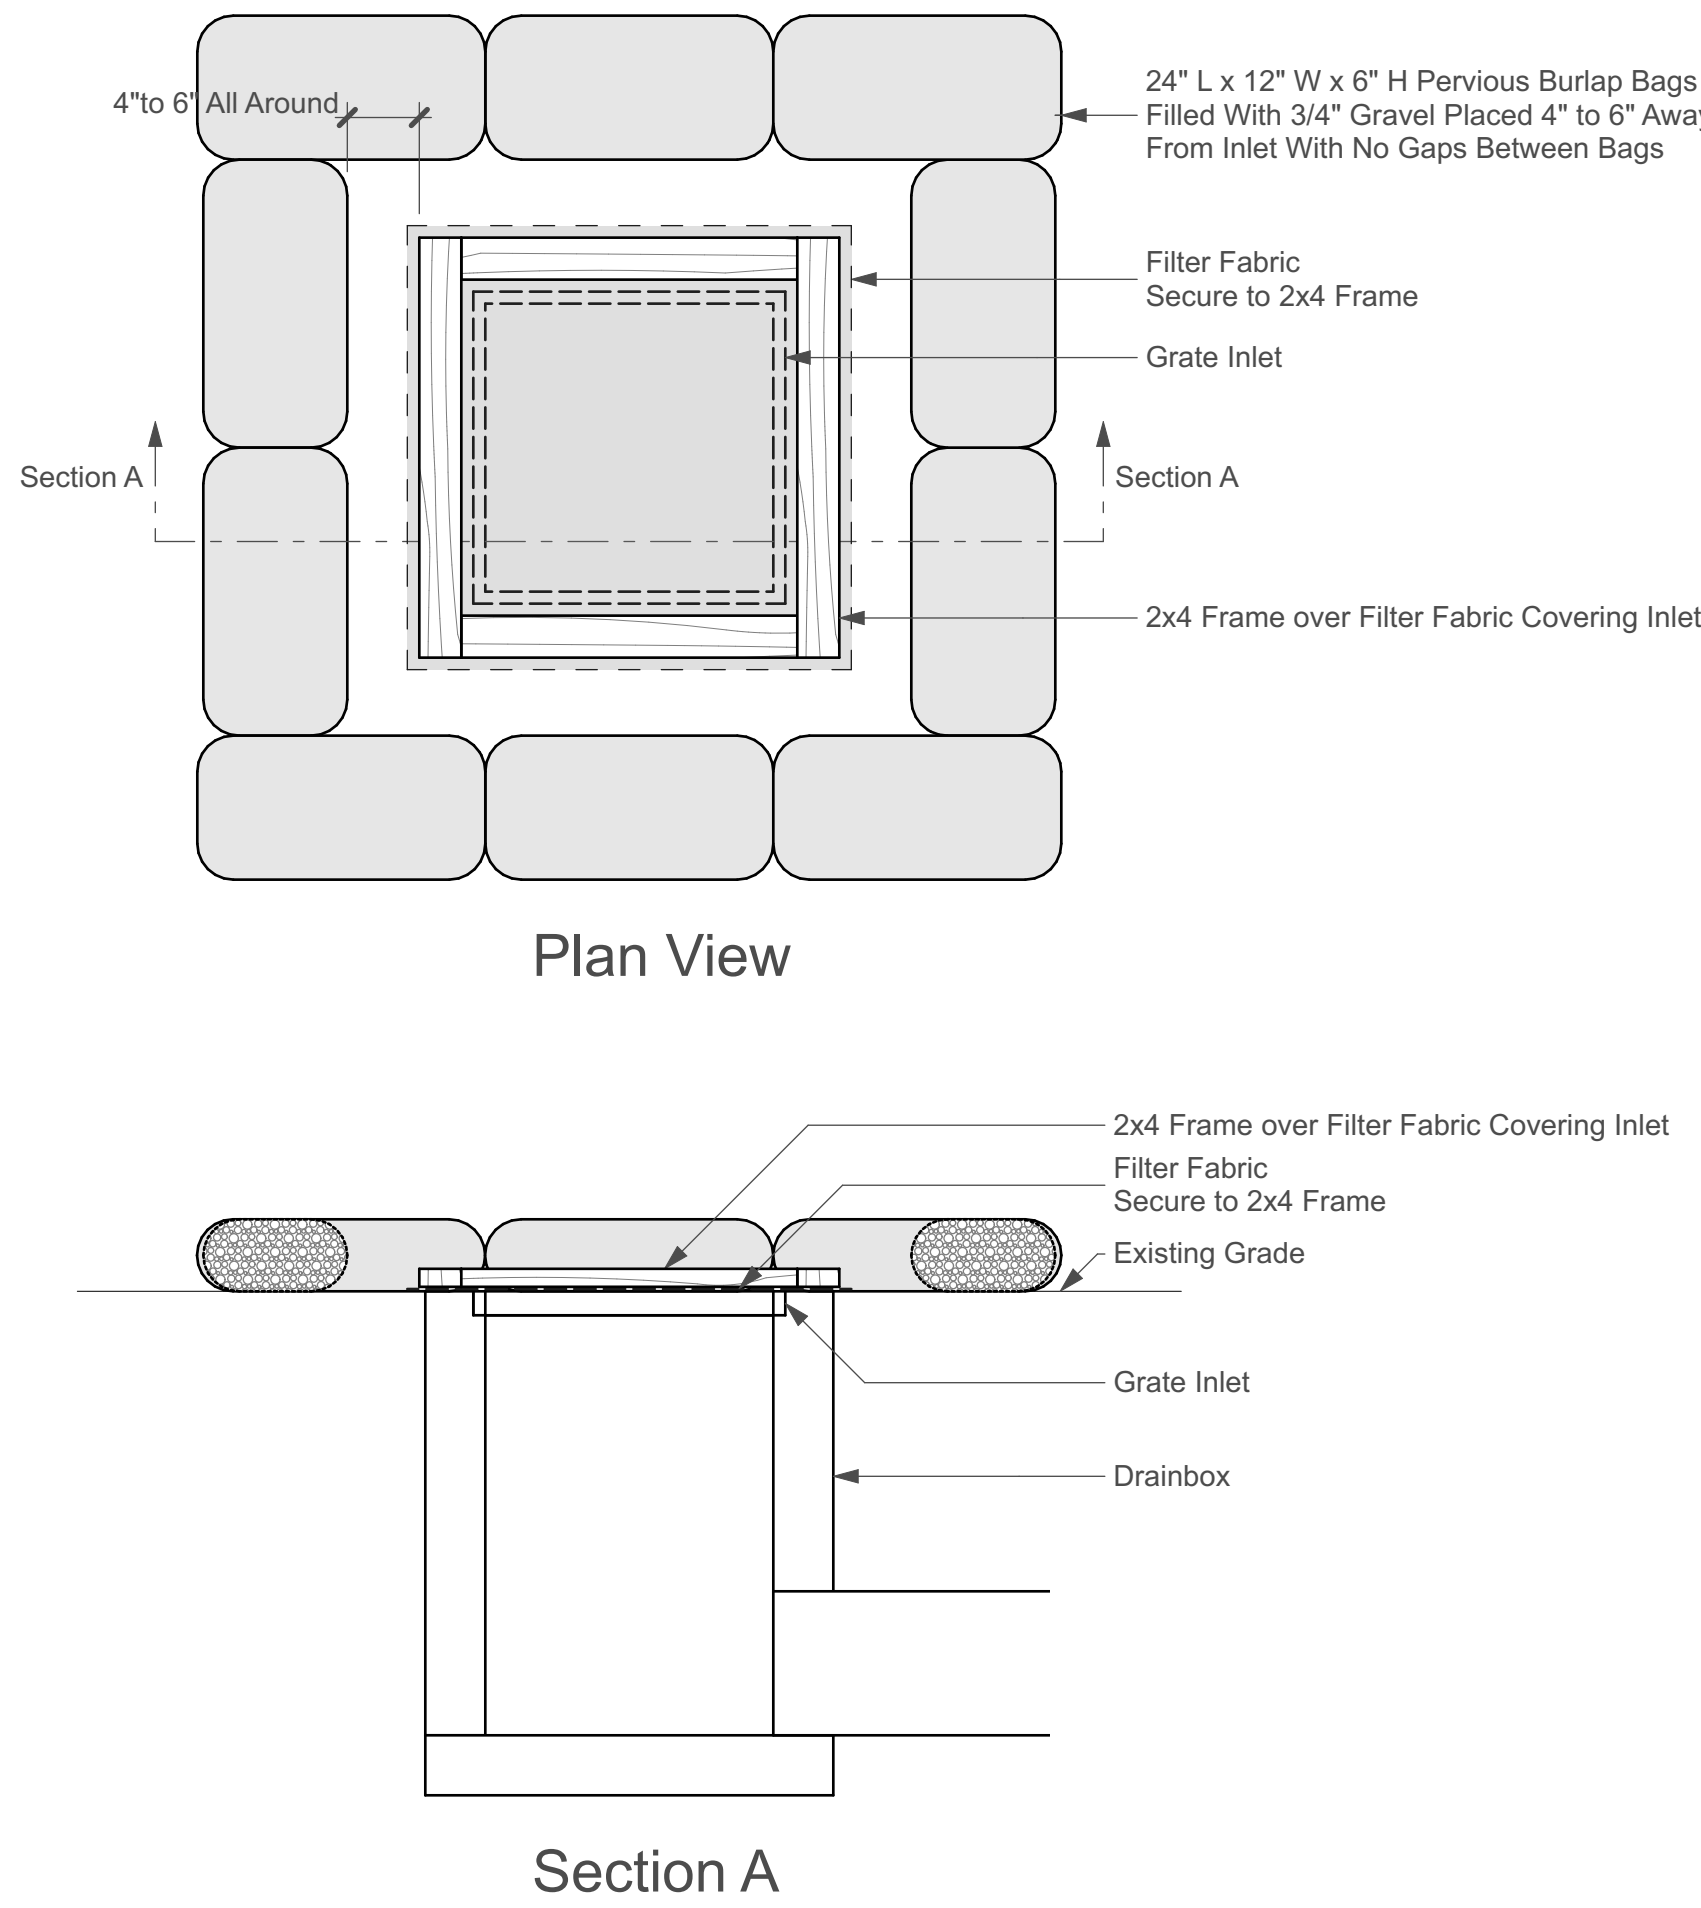 24" L x 12" W x 6" H Pervious Burlap Bags
4"to 6" All Around
Filled With 3/4" Gravel Placed 4" to 6" Away
From Inlet With No Gaps Between Bags
Filter Fabric
Secure to 2x4 Frame
Grate Inlet
Section A
Section A
2x4 Frame over Filter Fabric Covering Inlet
Plan View
2x4 Frame over Filter Fabric Covering Inlet
Filter Fabric
Secure to 2x4 Frame
Existing Grade
Grate Inlet
Drainbox
Section A